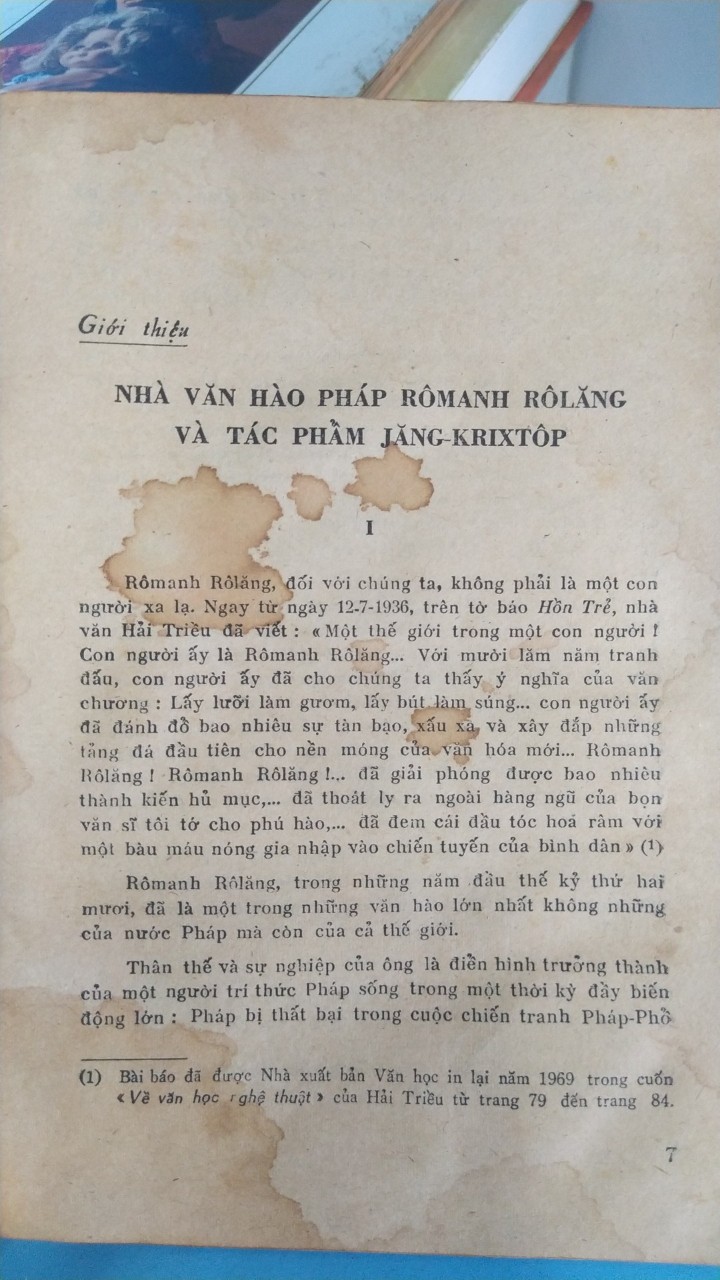 Giới thiệu
NHÀ VĂN HÀO PHÁP RÔMANH RÔLĂNG
VÀ TÁC PHẨM JĂNG-KRIXTÔP
I
Rômanh Rôlăng, đối với chúng ta, không phải là một con
người xa lạ. Ngay từ ngày 12-7-1936, trên tờ báo Hồn Trẻ, nhà
văn Hải Triều đã viết : « Một thế giới trong một con người !
Con người ấy là Rômanh Rôlăng... Với mười lăm năm tranh
đấu, con người ấy đã cho chúng ta thấy ý nghĩa của văn
chương : Lấy lưỡi làm gươm, lấy bút làm súng... con người ấy
đã đánh đổ bao nhiêu sự tàn bạo, xấu xa và xây đắp những
tảng đá đầu tiên cho nền móng của văn hóa mới... Rômanh
Rôlăng ! Rômanh Rôlăng !... đã giải phóng được bao nhiêu
thành kiến hủ mục,... đã thoát ly ra ngoài hàng ngũ của bọn
văn sĩ tôi tớ cho phú hào,... đã đem cái đầu tóc hoá râm với
một bàu máu nóng gia nhập vào chiến tuyến của bình dân » (1)
Rômanh Rôlăng, trong những năm đầu thế kỷ thứ hai
mươi, đã là một trong những văn hào lớn nhất không những
của nước Pháp mà còn của cả thế giới.
Thân thế và sự nghiệp của ông là điển hình trưởng thành
của một người trí thức Pháp sống trong một thời kỳ đầy biến
động lớn : Pháp bị thất bại trong cuộc chiến tranh Pháp-Phổ
(1) Bài báo đã được Nhà xuất bản Văn học in lại năm 1969 trong cuốn
« Về văn học nghệ thuật » của Hải Triều từ trang 79 đến trang 84.
7